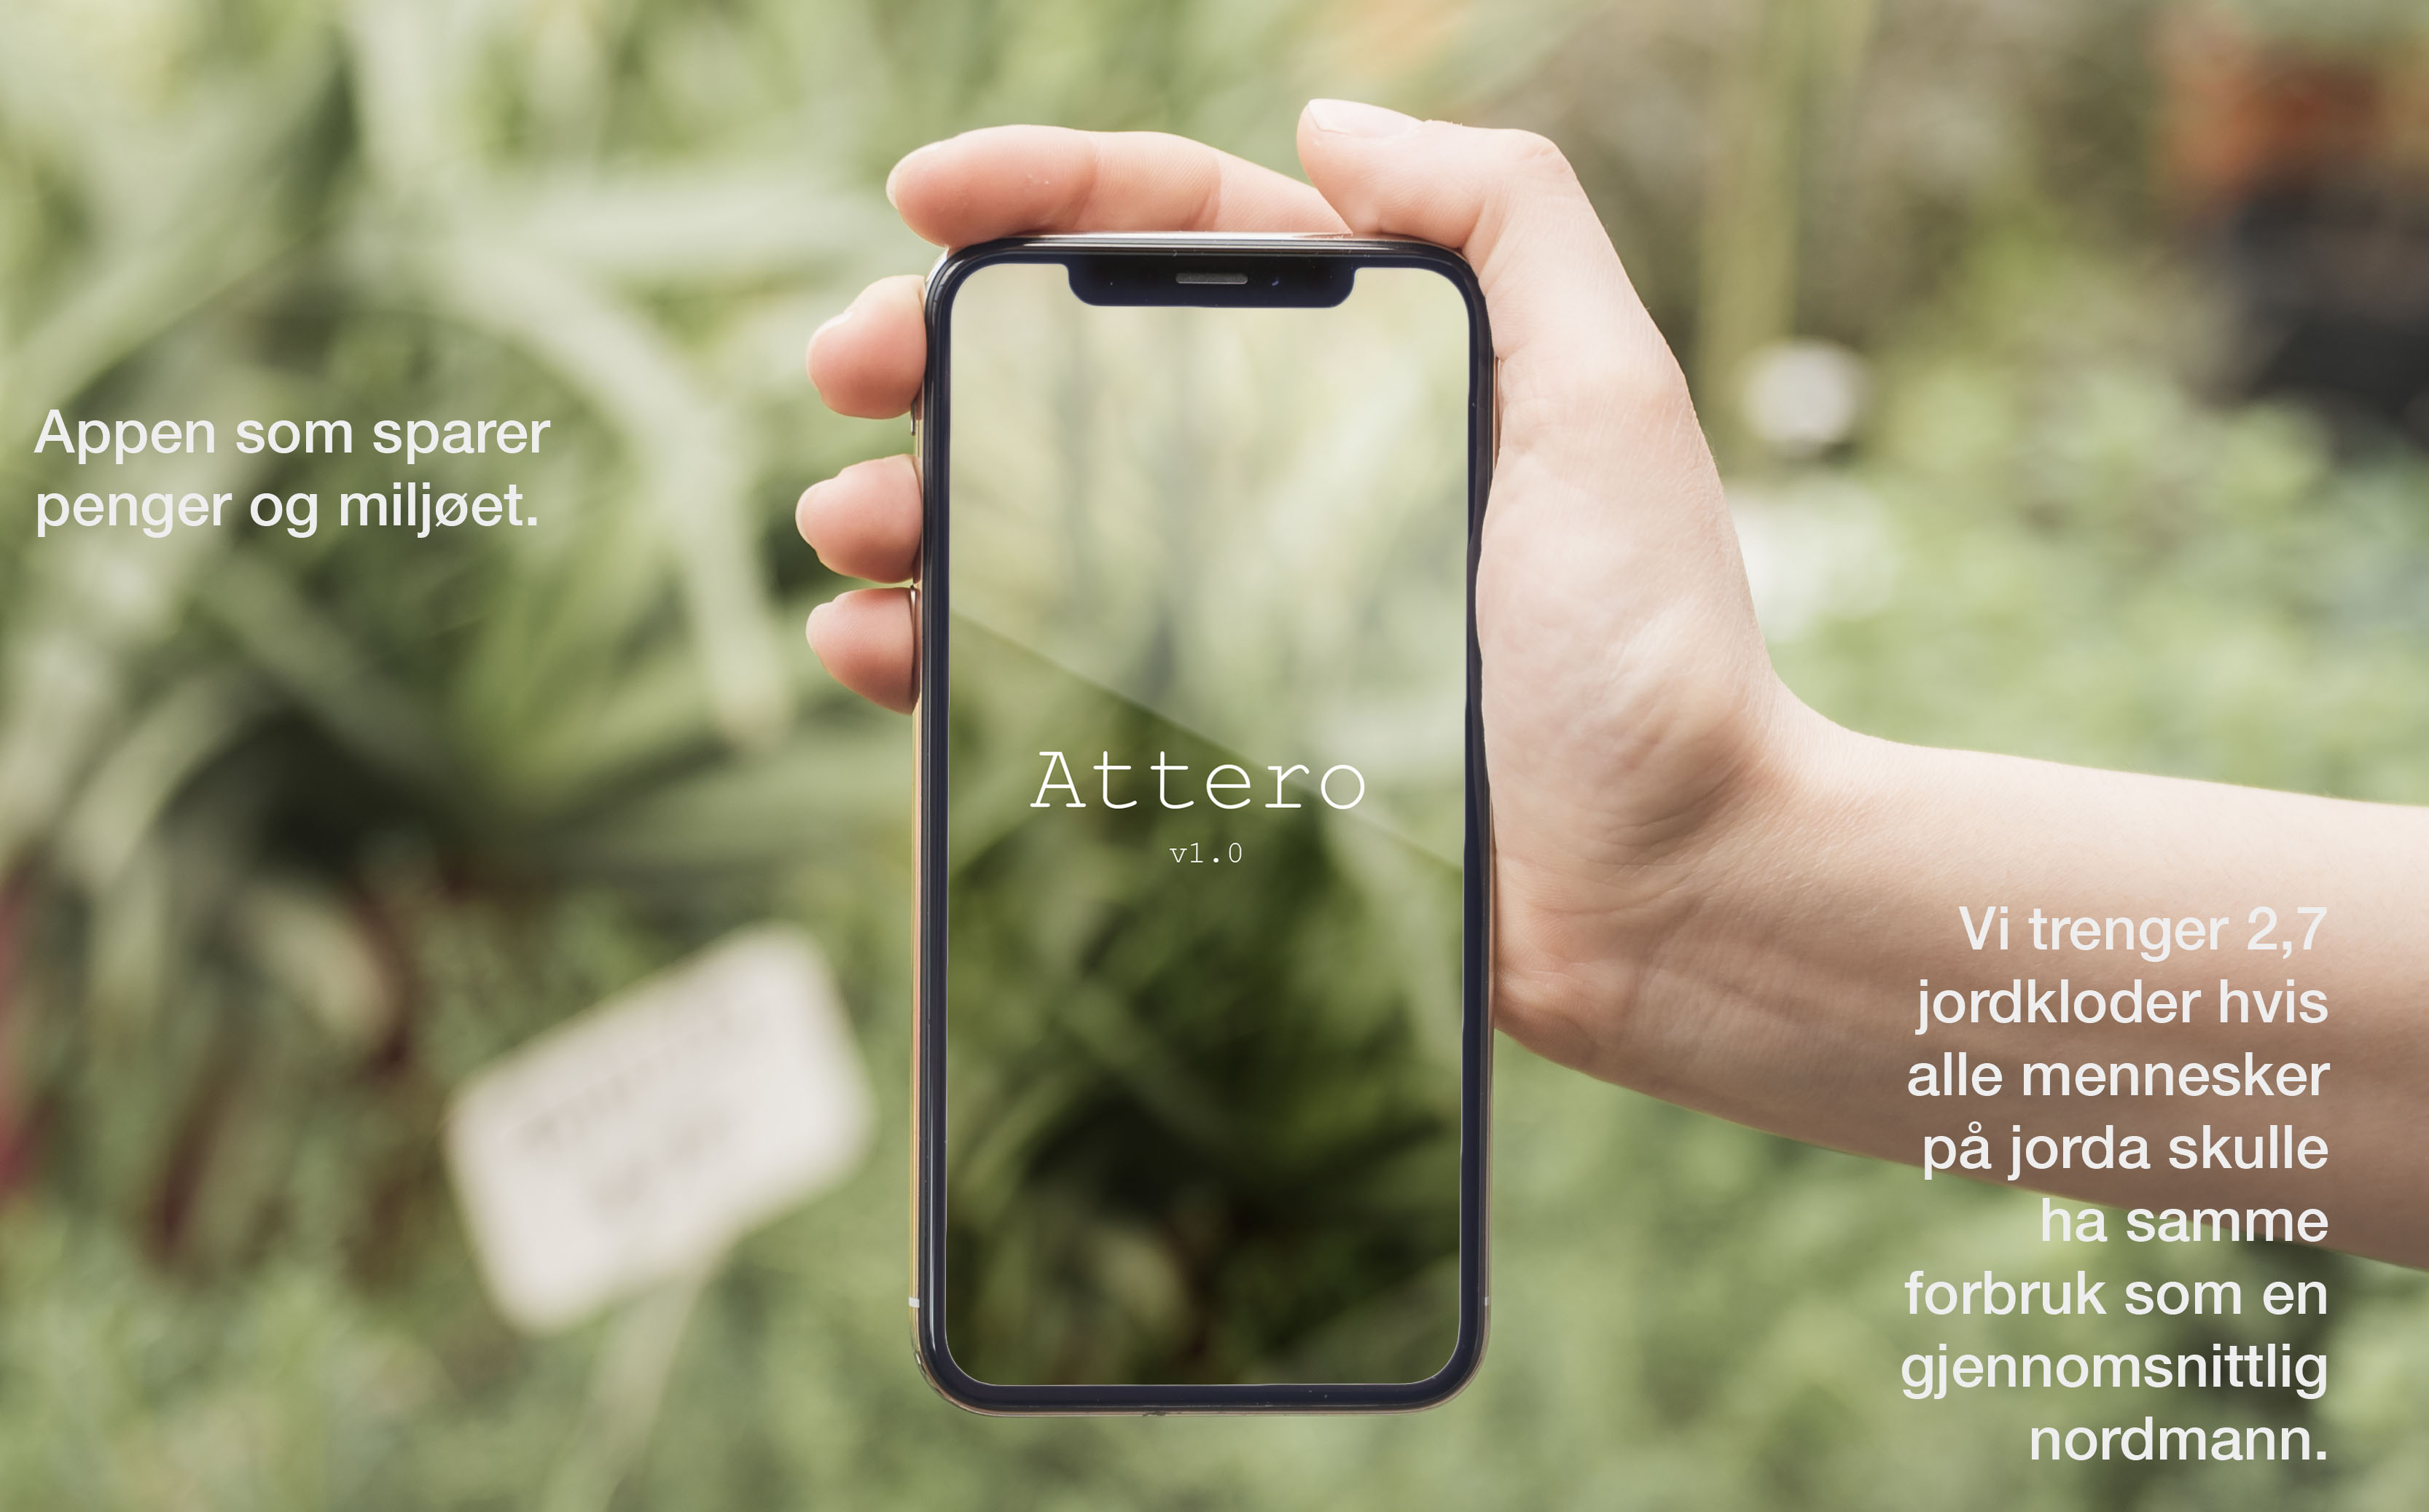 Appen som sparer
penger og miljøet.
Attero
v1.0
Vi trenger 2,7
jordkloder hvis
alle mennesker
på jorda skulle
ha samme
forbruk som en
gjennomsnittlig
nordmann.